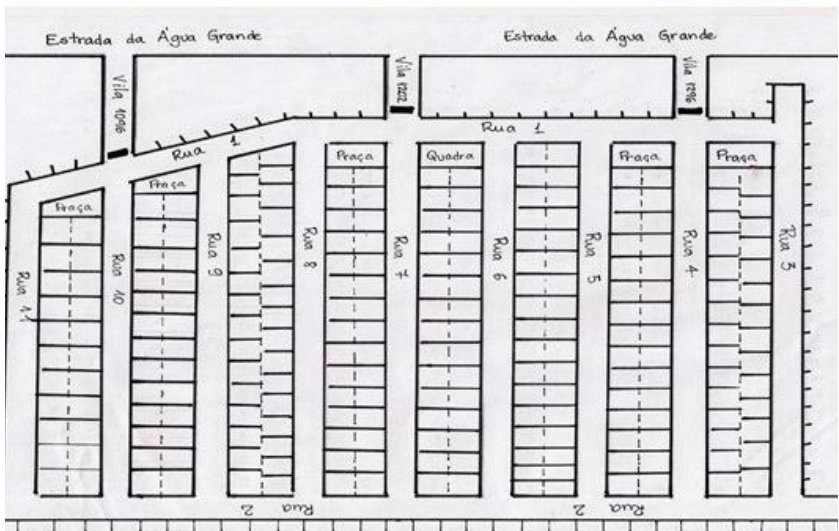 Estrada da Água Grande
Estrada da Água Grande
Vila 1096
Vila 1202
Vila 1296
Rua 1
Rua 1
Praça
Praça
Praça
Quadra
Praça
Praça
Rua 11
Rua 10
Rua 9
Rua 8
Rua 7
Rua 6
Rua 5
Rua 4
Rua 3
Rua 2
Rua 2